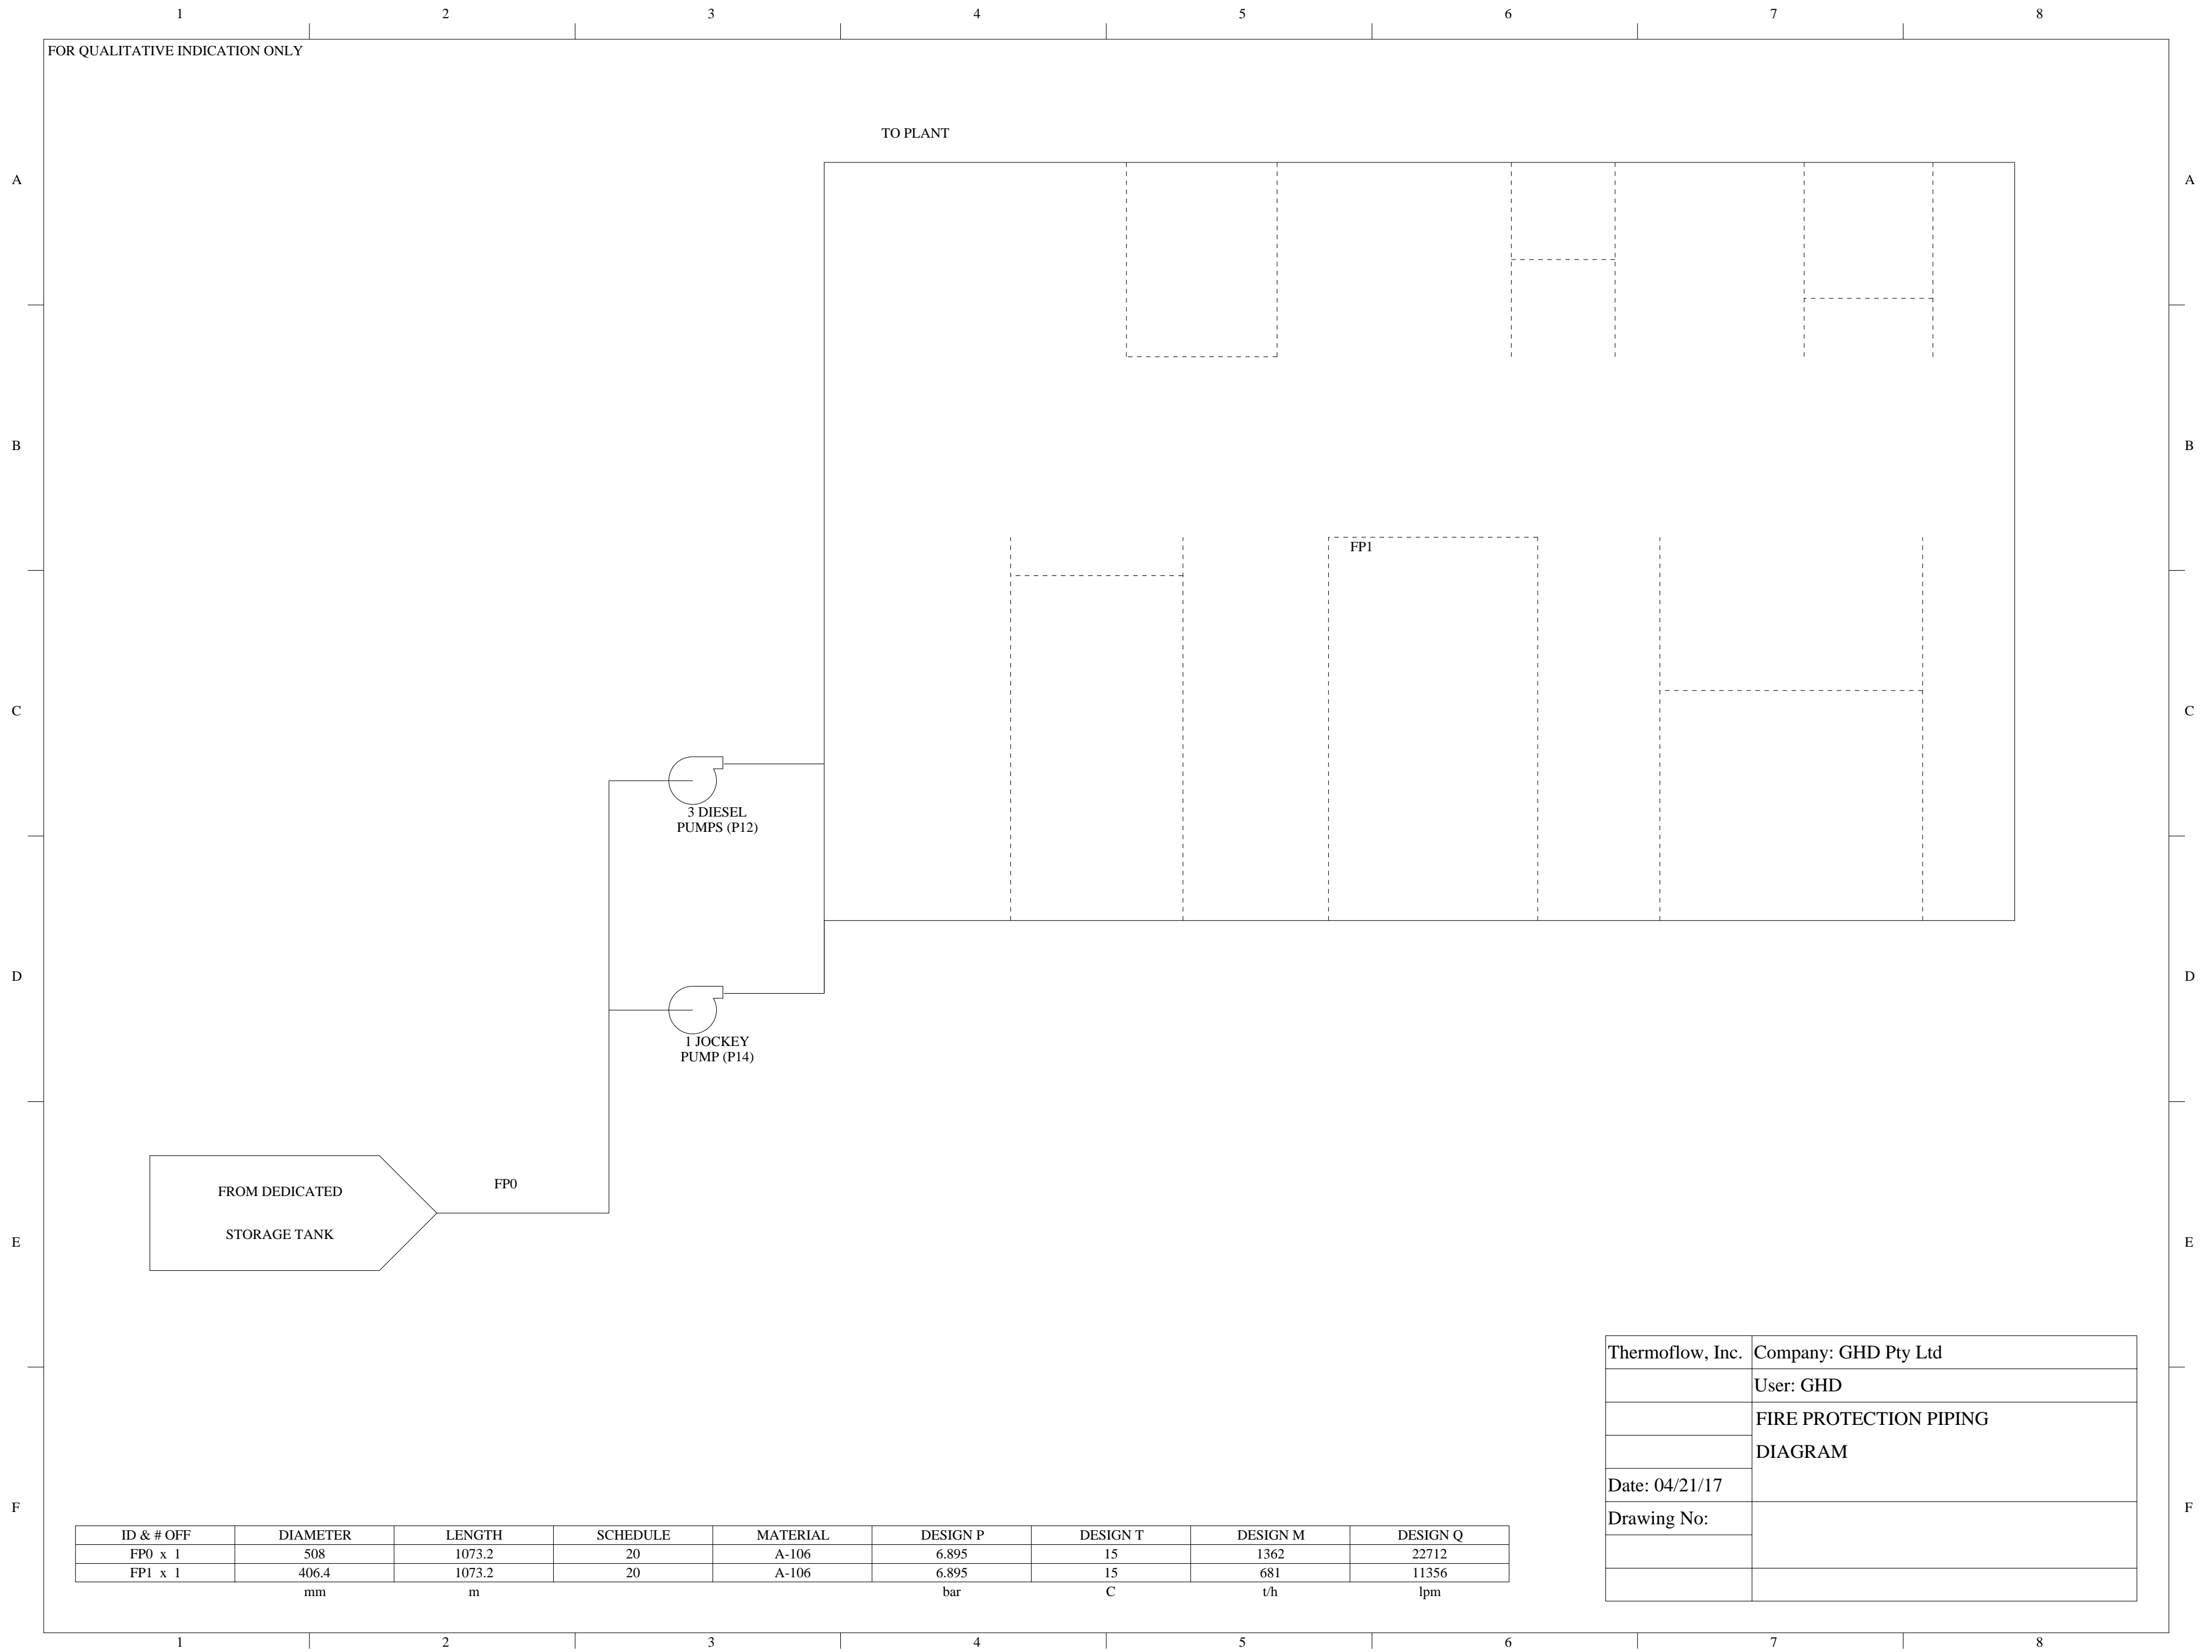 1 2 3 4 5 6 7 8
FOR QUALITATIVE INDICATION ONLY
TO PLANT
A A
B B
FP1
C C
3 DIESEL
PUMPS (P12)
D D
1 JOCKEY
PUMP (P14)
FP0
FROM DEDICATED
STORAGE TANK
E E
Thermoflow, Inc. Company: GHD Pty Ltd
User: GHD
FIRE PROTECTION PIPING
DIAGRAM
Date: 04/21/17
Drawing No:
F F
ID & # OFF DIAMETER LENGTH SCHEDULE MATERIAL DESIGN P DESIGN T DESIGN M DESIGN Q
FP0 x 1 508 1073.2 20 A-106 6.895 15 1362 22712
FP1 x 1 406.4 1073.2 20 A-106 6.895 15 681 11356
mm m bar C t/h lpm
1 2 3 4 5 6 7 8